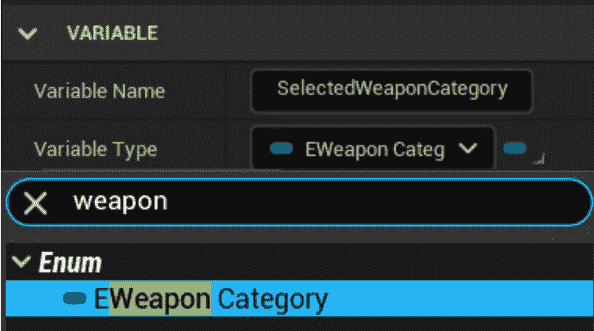 VARIABLE
Variable Name SelectedWeaponCategory
Variable Type EWeapon Categ
weapon
Enum
EWeapon Category